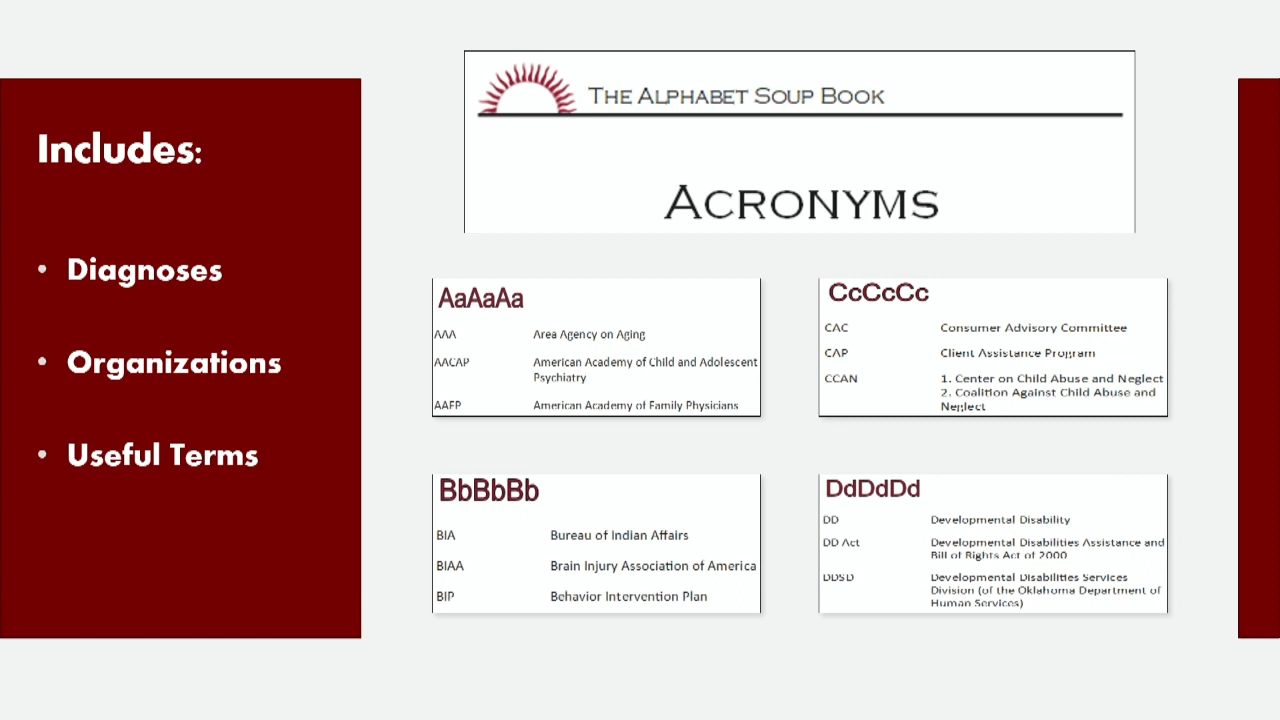 Includes:
• Diagnoses
• Organizations
• Useful Terms
THE ALPHABET SOUP BOOK
ACRONYMS
AaAaAa
AAA Area Agency on Aging
AACAP American Academy of Child and Adolescent
Psychiatry
AAFP American Academy of Family Physicians
CcCcCc
CAC Consumer Advisory Committee
CAP Client Assistance Program
CCAN 1. Center on Child Abuse and Neglect
2. Coalition Against Child Abuse and
Neglect
BbBbBb
BIA Bureau of Indian Affairs
BIAA Brain Injury Association of America
BIP Behavior Intervention Plan
DdDdDd
DD Developmental Disability
DD Act Developmental Disabilities Assistance and
Bill of Rights Act of 2000
DDSD Developmental Disabilities Services
Division (of the Oklahoma Department of
Human Services)